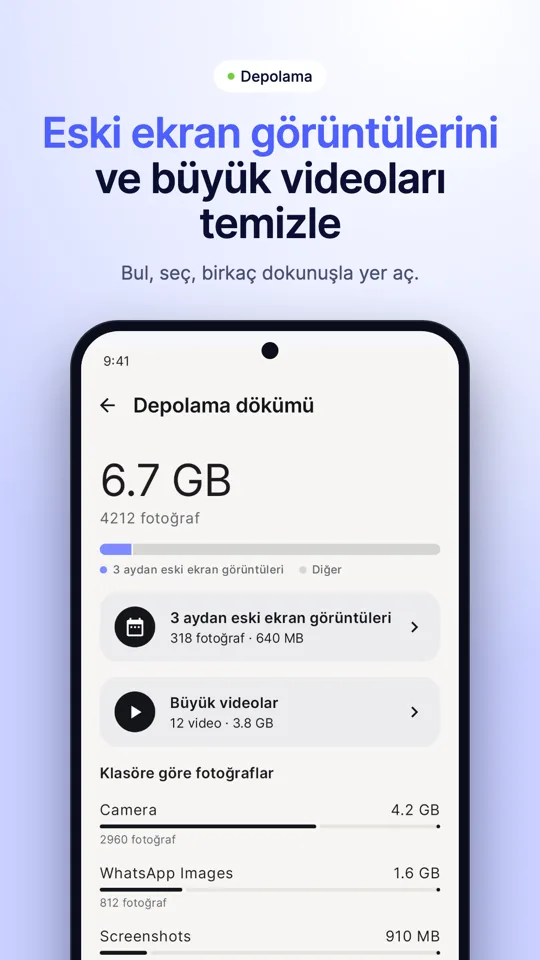 Depolama
Eski ekran görüntülerini
ve büyük videoları
temizle
Bul, seç, birkaç dokunuşla yer aç.
9:41
Depolama dökümü
6.7 GB
4212 fotoğraf
3 aydan eski ekran görüntüleri Diğer
3 aydan eski ekran görüntüleri
318 fotoğraf · 640 MB
Büyük videolar
12 video · 3.8 GB
Klasöre göre fotoğraflar
Camera 4.2 GB
2960 fotoğraf
WhatsApp Images 1.6 GB
812 fotoğraf
Screenshots 910 MB